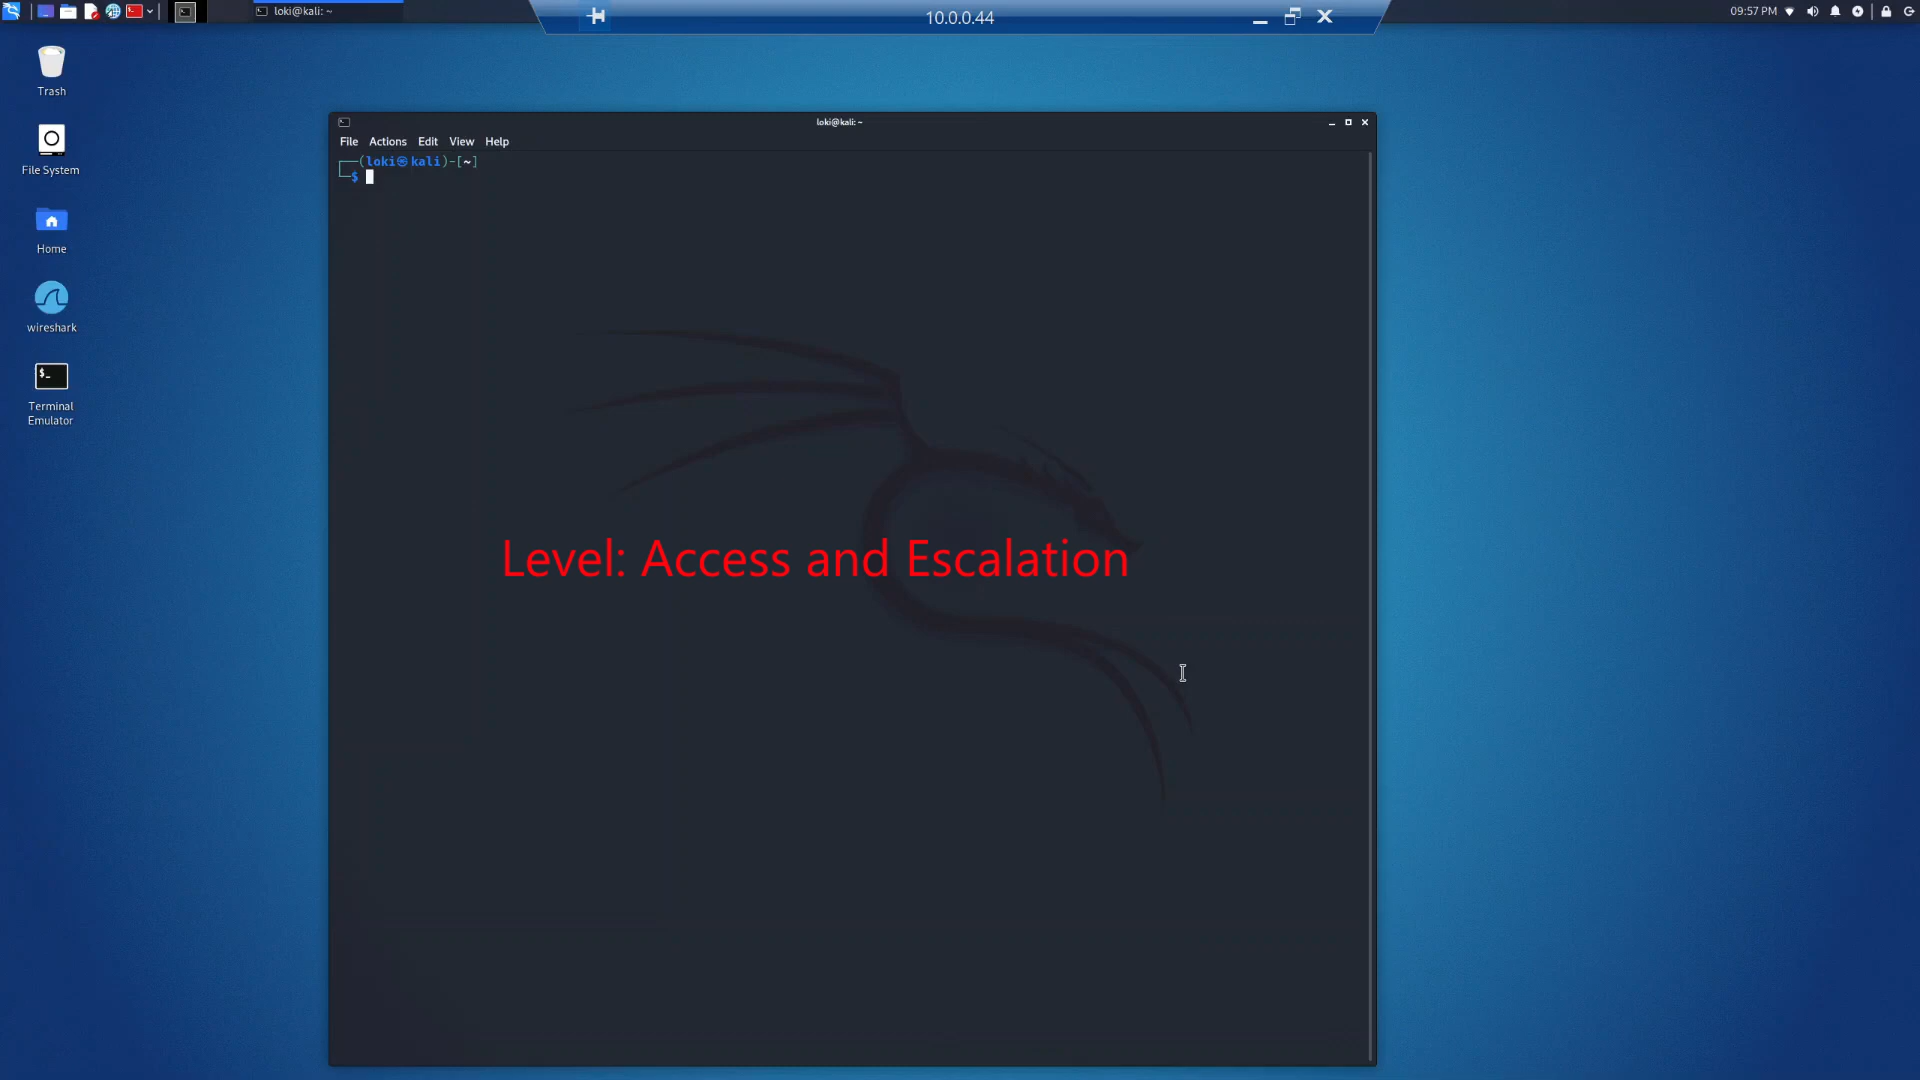 loki@kali: ~
10.0.0.44
09:57 PM
Trash
File System
Home
wireshark
Terminal
Emulator
loki@kali: ~
File Actions Edit View Help
(loki㉿kali)-[~]
$
Level: Access and Escalation